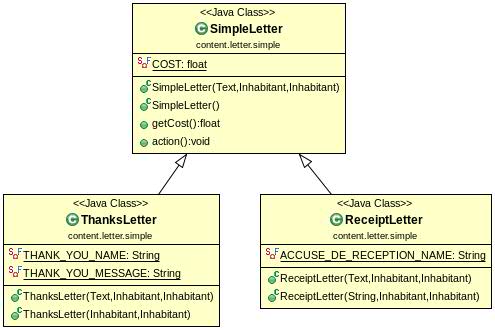 <<Java Class>>
SimpleLetter
content.letter.simple
COST: float
SimpleLetter(Text,Inhabitant,Inhabitant)
SimpleLetter()
getCost():float
action():void
<<Java Class>>
ThanksLetter
content.letter.simple
THANK_YOU_NAME: String
THANK_YOU_MESSAGE: String
ThanksLetter(Text,Inhabitant,Inhabitant)
ThanksLetter(Inhabitant,Inhabitant)
<<Java Class>>
ReceiptLetter
content.letter.simple
ACCUSE_DE_RECEPTION_NAME: String
ReceiptLetter(Text,Inhabitant,Inhabitant)
ReceiptLetter(String,Inhabitant,Inhabitant)